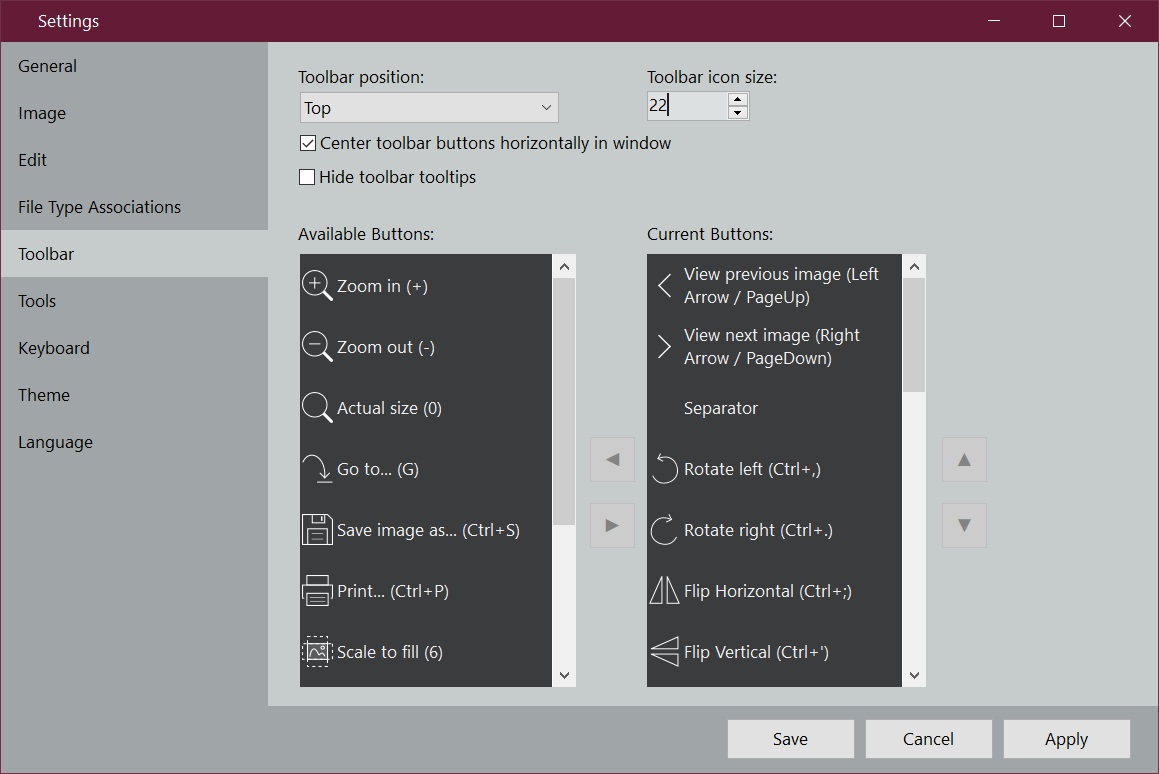 Settings
General
Image
Edit
File Type Associations
Toolbar
Tools
Keyboard
Theme
Language
Toolbar position:
Top
Toolbar icon size:
22
Center toolbar buttons horizontally in window
Hide toolbar tooltips
Available Buttons:
Zoom in (+)
Zoom out (-)
Actual size (0)
Go to... (G)
Save image as... (Ctrl+S)
Print... (Ctrl+P)
Scale to fill (6)
Current Buttons:
View previous image (Left
Arrow / PageUp)
View next image (Right
Arrow / PageDown)
Separator
Rotate left (Ctrl+,)
Rotate right (Ctrl+.)
Flip Horizontal (Ctrl+;)
Flip Vertical (Ctrl+')
Save
Cancel
Apply